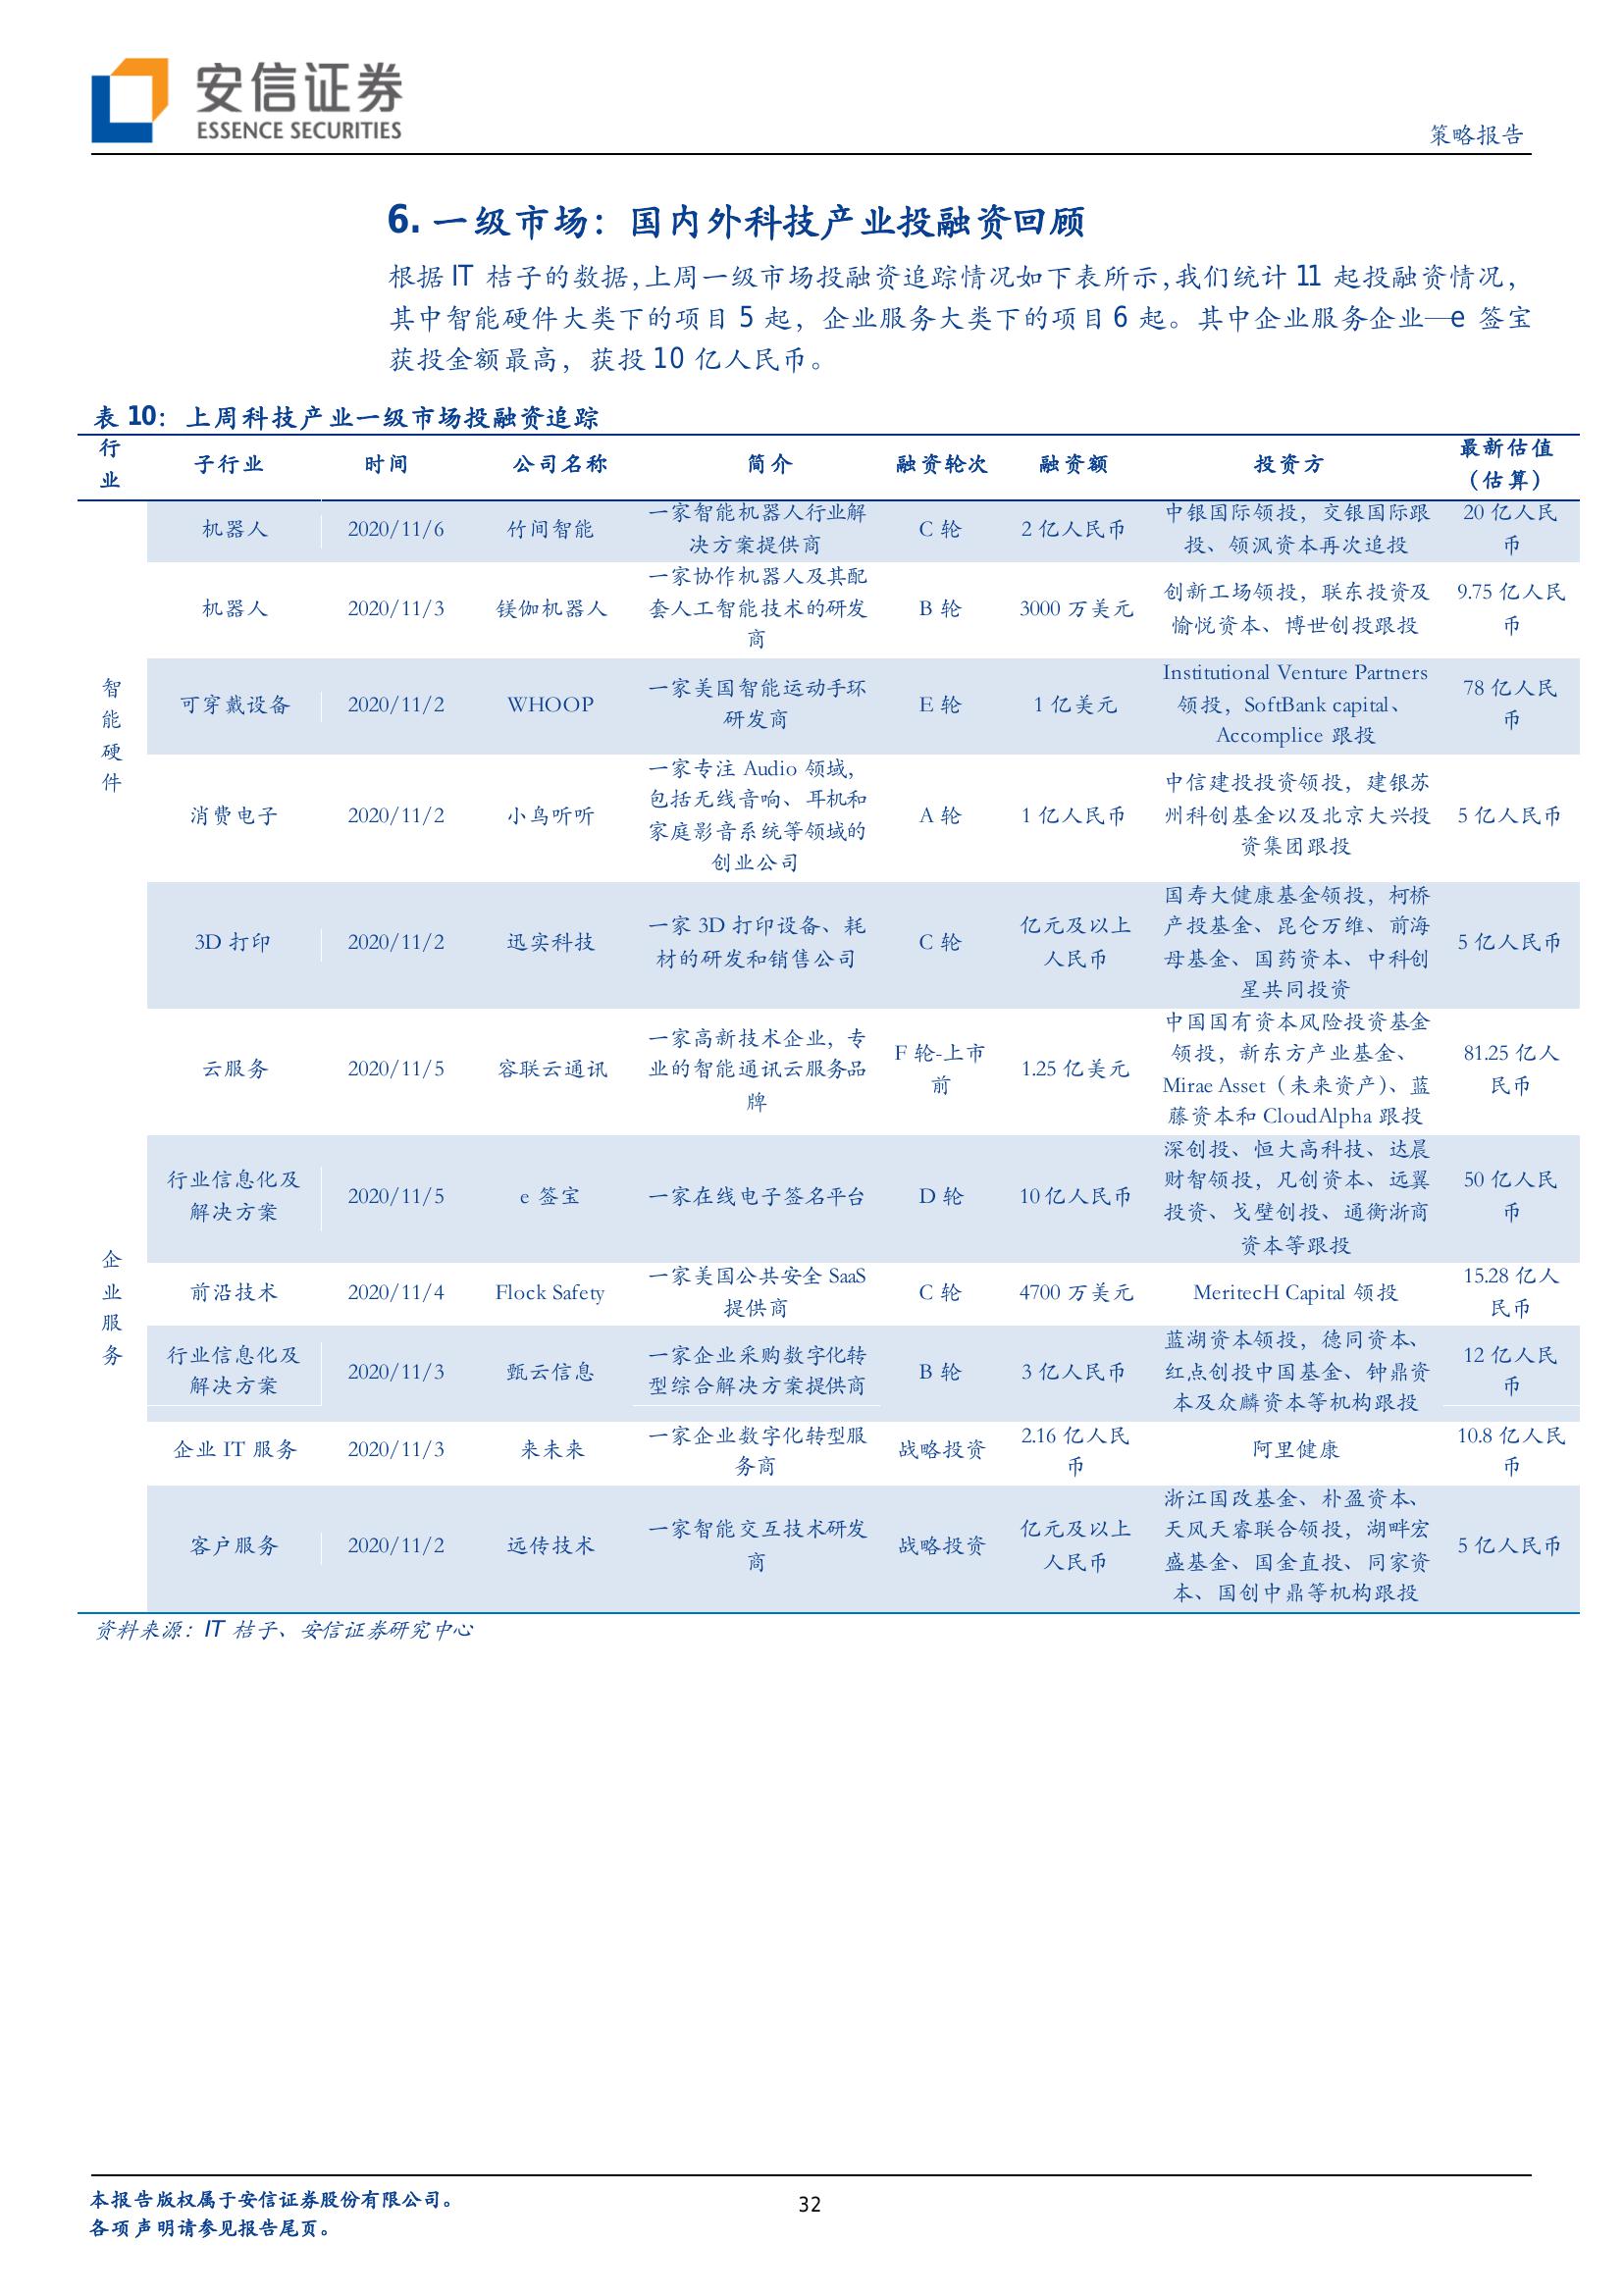 安信证券
ESSENCE SECURITIES
策略报告
6. 一级市场：国内外科技产业投融资回顾
根据 IT 桔子的数据，上周一级市场投融资追踪情况如下表所示，我们统计 11 起投融资情况，
其中智能硬件大类下的项目 5 起，企业服务大类下的项目 6 起。其中企业服务企业—e 签宝
获投金额最高，获投 10 亿人民币。
表 10：上周科技产业一级市场投融资追踪
行
业
子行业
时间
公司名称
简介
融资轮次
融资额
投资方
最新估值
（估算）
智
能
硬
件
机器人
2020/11/6
竹间智能
一家智能机器人行业解
决方案提供商
C 轮
2 亿人民币
中银国际领投，交银国际跟
投、领沨资本再次追投
20 亿人民
币
机器人
2020/11/3
镁伽机器人
一家协作机器人及其配
套人工智能技术的研发
商
B 轮
3000 万美元
创新工场领投，联东投资及
愉悦资本、博世创投跟投
9.75 亿人民
币
可穿戴设备
2020/11/2
WHOOP
一家美国智能运动手环
研发商
E 轮
1 亿美元
Institutional Venture Partners
领投，SoftBank capital、
Accomplice 跟投
78 亿人民
币
消费电子
2020/11/2
小鸟听听
一家专注 Audio 领域，
包括无线音响、耳机和
家庭影音系统等领域的
创业公司
A 轮
1 亿人民币
中信建投投资领投，建银苏
州科创基金以及北京大兴投
资集团跟投
5 亿人民币
3D 打印
2020/11/2
迅实科技
一家 3D 打印设备、耗
材的研发和销售公司
C 轮
亿元及以上
人民币
国寿大健康基金领投，柯桥
产投基金、昆仑万维、前海
母基金、国药资本、中科创
星共同投资
5 亿人民币
企
业
服
务
云服务
2020/11/5
容联云通讯
一家高新技术企业，专
业的智能通讯云服务品
牌
F 轮-上市
前
1.25 亿美元
中国国有资本风险投资基金
领投，新东方产业基金、
Mirae Asset（未来资产）、蓝
藤资本和 CloudAlpha 跟投
81.25 亿人
民币
行业信息化及
解决方案
2020/11/5
e 签宝
一家在线电子签名平台
D 轮
10 亿人民币
深创投、恒大高科技、达晨
财智领投，凡创资本、远翼
投资、戈壁创投、通衡浙商
资本等跟投
50 亿人民
币
前沿技术
2020/11/4
Flock Safety
一家美国公共安全 SaaS
提供商
C 轮
4700 万美元
MeritecH Capital 领投
15.28 亿人
民币
行业信息化及
解决方案
2020/11/3
甄云信息
一家企业采购数字化转
型综合解决方案提供商
B 轮
3 亿人民币
蓝湖资本领投，德同资本、
红点创投中国基金、钟鼎资
本及众麟资本等机构跟投
12 亿人民
币
企业 IT 服务
2020/11/3
来未来
一家企业数字化转型服
务商
战略投资
2.16 亿人民
币
阿里健康
10.8 亿人民
币
客户服务
2020/11/2
远传技术
一家智能交互技术研发
商
战略投资
亿元及以上
人民币
浙江国改基金、朴盈资本、
天风天睿联合领投，湖畔宏
盛基金、国金直投、同家资
本、国创中鼎等机构跟投
5 亿人民币
资料来源：IT 桔子、安信证券研究中心
本报告版权属于安信证券股份有限公司。
各项声明请参见报告尾页。
32